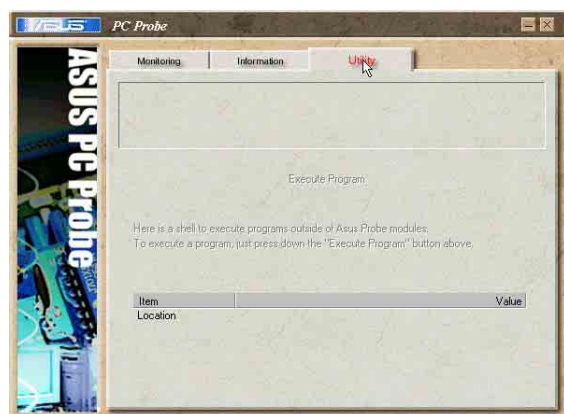 ASUS PC Probe
Monitoring Information Utility
ASUS PC Probe
Execute Program
Here is a shell to execute programs outside of Asus Probe modules.
To execute a program, just press down the "Execute Program" button above.
Item Value
Location